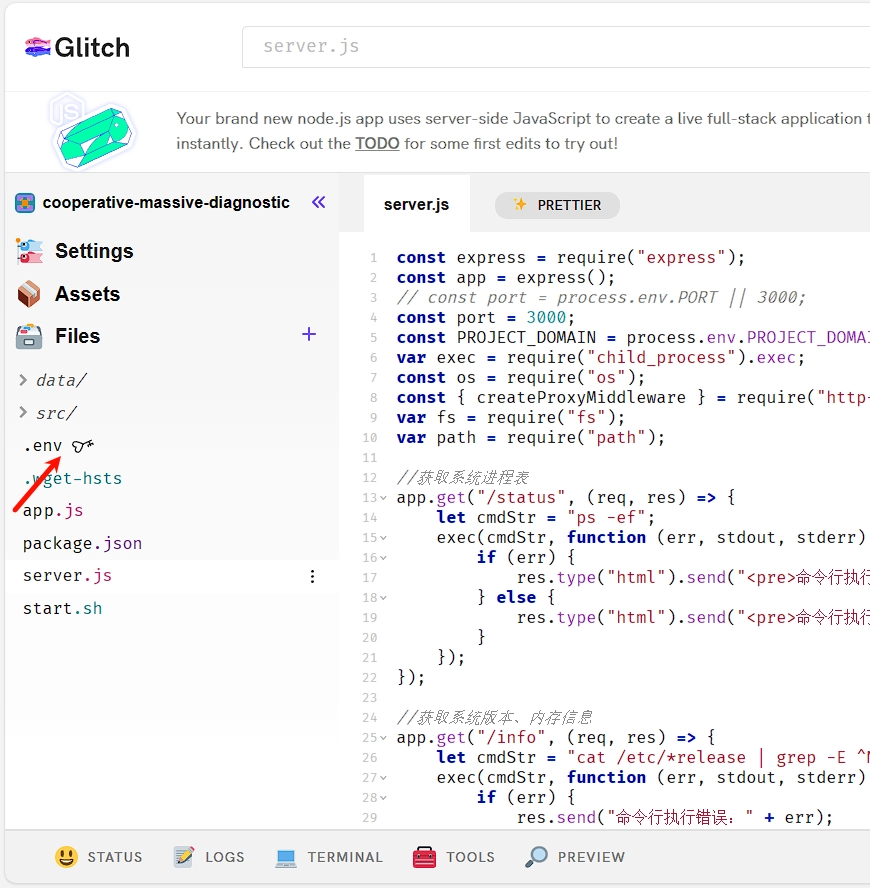 Glitch
server.js
JS
Your brand new node.js app uses server-side JavaScript to create a live full-stack application
instantly. Check out the TODO for some first edits to try out!
cooperative-massive-diagnostic
server.js
PRETTIER
Settings
Assets
Files
data/
src/
.env
.wget-hsts
app.js
package.json
server.js
start.sh
1 const express = require("express");
2 const app = express();
3 // const port = process.env.PORT || 3000;
4 const port = 3000;
5 const PROJECT_DOMAIN = process.env.PROJECT_DOMAI
6 var exec = require("child_process").exec;
7 const os = require("os");
8 const { createProxyMiddleware } = require("http-
9 var fs = require("fs");
10 var path = require("path");
11
12 //获取系统进程表
13 app.get("/status", (req, res) => {
14 let cmdStr = "ps -ef";
15 exec(cmdStr, function (err, stdout, stderr)
16 if (err) {
17 res.type("html").send("<pre>命令行执行
18 } else {
19 res.type("html").send("<pre>命令行执行
20 }
21 });
22 });
23
24 //获取系统版本、内存信息
25 app.get("/info", (req, res) => {
26 let cmdStr = "cat /etc/*release | grep -E ^N
27 exec(cmdStr, function (err, stdout, stderr)
28 if (err) {
29 res.send("命令行执行错误：" + err);
STATUS
LOGS
TERMINAL
TOOLS
PREVIEW